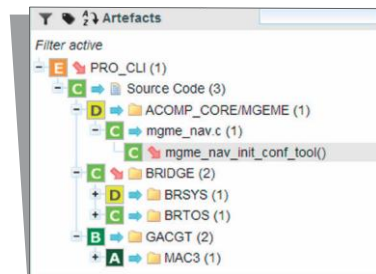 Artefacts
Filter active
E PRO_CLI (1)
C Source Code (3)
D ACOMP_CORE/MGEME (1)
C mgme_nav.c (1)
C mgme_nav_init_conf_tool()
C BRIDGE (2)
D BRSYS (1)
C BRTOS (1)
B GACGT (2)
A MAC3 (1)